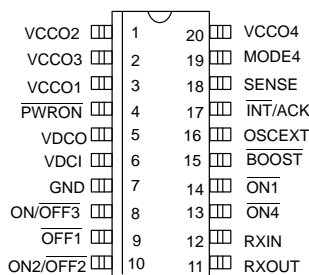 VCCO2 1 20 VCCO4
VCCO3 2 19 MODE4
VCCO1 3 18 SENSE
PWRON 4 17 INT/ACK
VDCO 5 16 OSCEXT
VDCI 6 15 BOOST
GND 7 14 ON1
ON/OFF3 8 13 ON4
OFF1 9 12 RXIN
ON2/OFF2 10 11 RXOUT